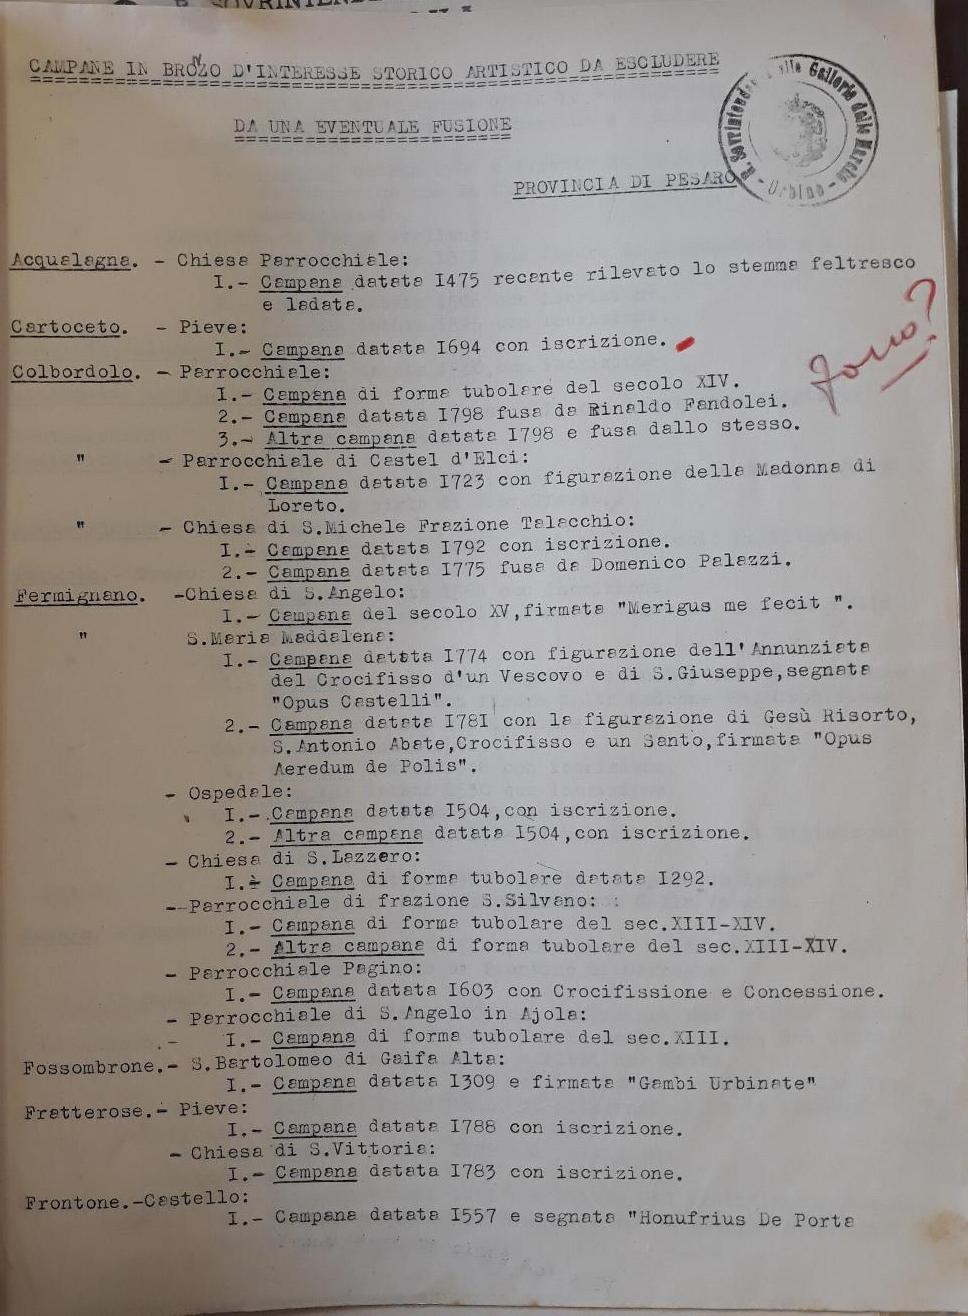 CAMPANE IN BRONZO D'INTERESSE STORICO ARTISTICO DA ESCLUDERE
DA UNA EVENTUALE FUSIONE
R. Sovrintendenza alle Gallerie delle Marche - Urbino -
PROVINCIA DI PESARO
Acqualagna. - Chiesa Parrocchiale:
I.- Campana datata I475 recante rilevato lo stemma feltresco
e ladata.
Cartoceto. - Pieve:
I.- Campana datata I694 con iscrizione.
Fano?
Colbordolo. - Parrocchiale:
I.- Campana di forma tubolare del secolo XIV.
2.- Campana datata I798 fusa da Rinaldo Pandolei.
3.- Altra campana datata I798 e fusa dallo stesso.
" - Parrocchiale di Castel d'Elci:
I.- Campana datata I723 con figurazione della Madonna di
Loreto.
" - Chiesa di S.Michele Frazione Talacchio:
I.- Campana datata I792 con iscrizione.
2.- Campana datata I775 fusa da Domenico Palazzi.
Fermignano. -Chiesa di S.Angelo:
I.- Campana del secolo XV,firmata "Merigus me fecit ".
" S.Maria Maddalena:
I.- Campana datata I774 con figurazione dell'Annunziata
del Crocifisso d'un Vescovo e di S.Giuseppe,segnata
"Opus Castelli".
2.- Campana datata I78I con la figurazione di Gesù Risorto,
S.Antonio Abate,Crocifisso e un Santo,firmata "Opus
Aeredum de Polis".
- Ospedale:
I.- Campana datata I504,con iscrizione.
2.- Altra campana datata I504,con iscrizione.
- Chiesa di S.Lazzero:
I.- Campana di forma tubolare datata I292.
--Parrocchiale di frazione S.Silvano:
I.- Campana di forma tubolare del sec.XIII-XIV.
2.- Altra campana di forma tubolare del sec.XIII-XIV.
- Parrocchiale Pagino:
I.- Campana datata I603 con Crocifissione e Concessione.
- Parrocchiale di S.Angelo in Ajola:
I.- Campana di forma tubolare del sec.XIII.
Fossombrone.- S.Bartolomeo di Gaifa Alta:
I.- Campana datata I309 e firmata "Gambi Urbinate"
Fratterosa.- Pieve:
I.- Campana datata I788 con iscrizione.
- Chiesa di S.Vittoria:
I.- Campana datata I783 con iscrizione.
Frontone.-Castello:
I.- Campana datata I557 e segnata "Honufrius De Porta